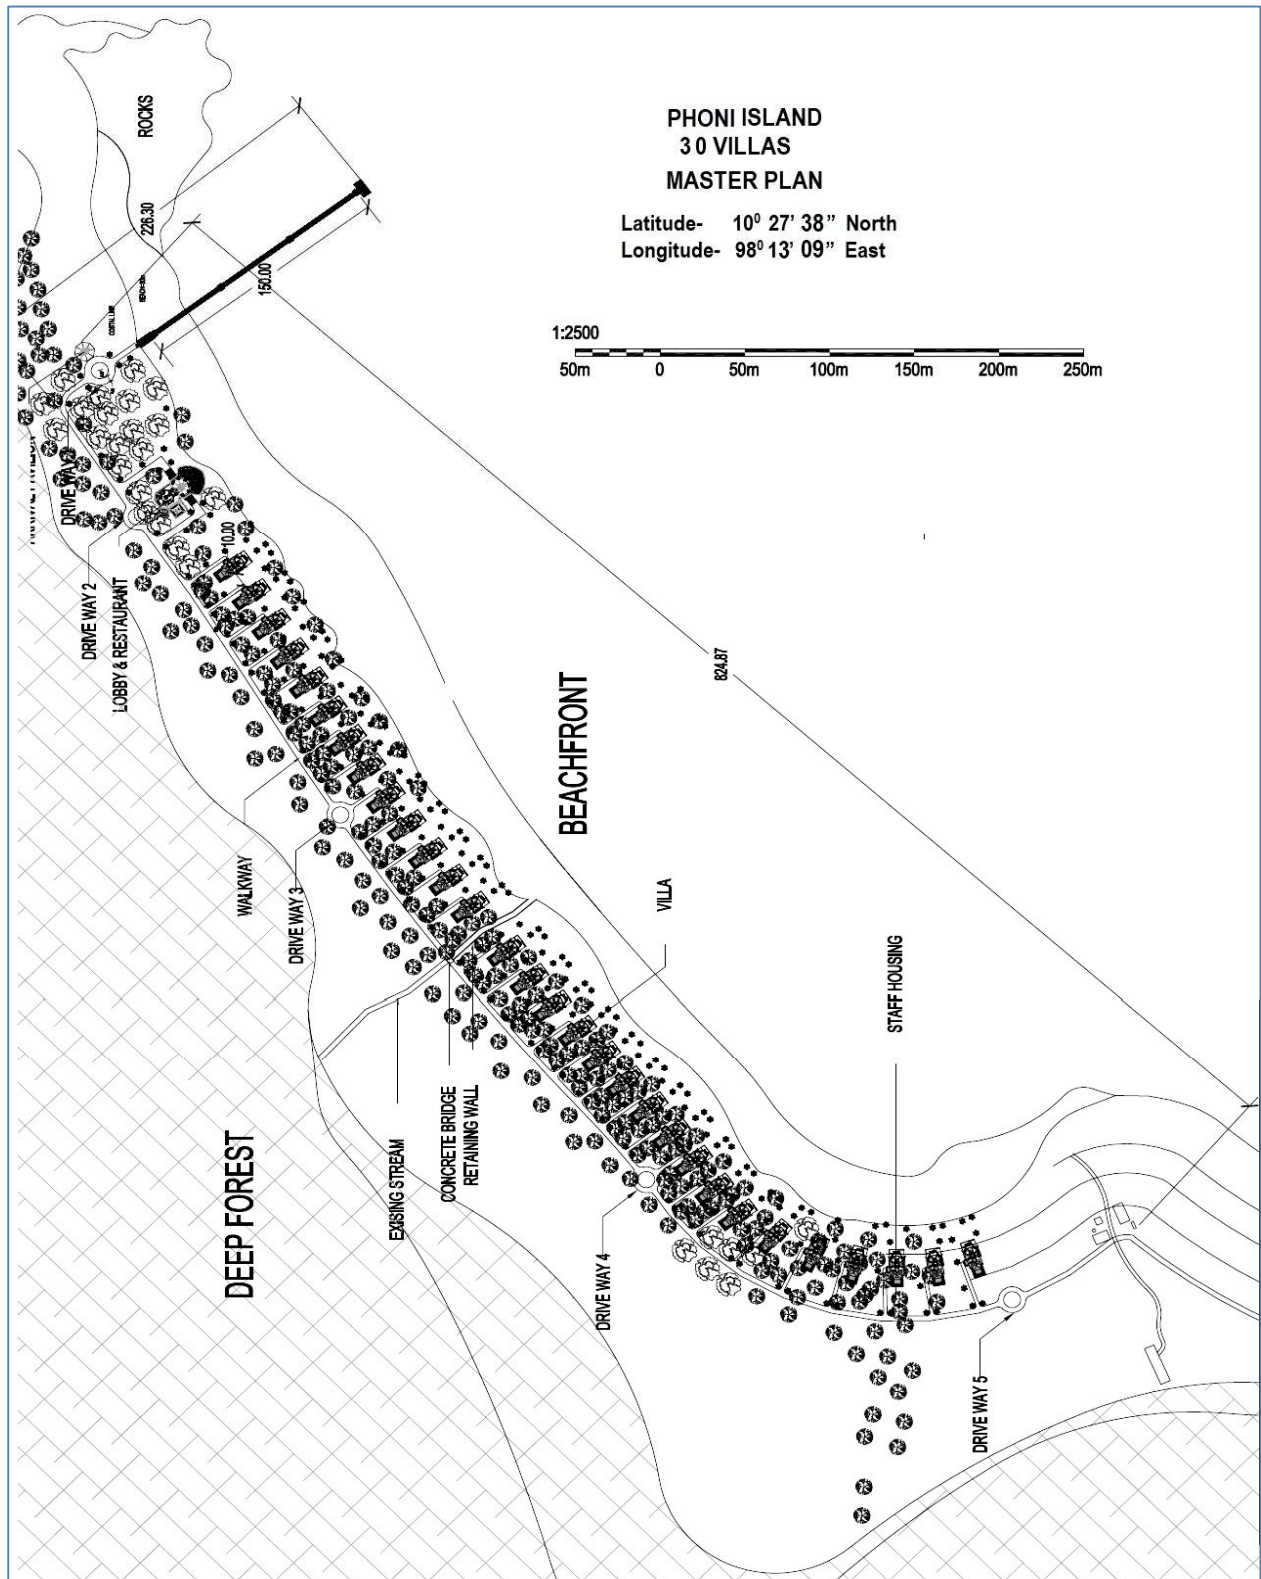 PHONI ISLAND
30 VILLAS
MASTER PLAN
Latitude- 10⁰ 27' 38" North
Longitude- 98⁰ 13' 09" East
1:2500
50m 0 50m 100m 150m 200m 250m
ROCKS
226.30
150.00
DRIVE WAY
DRIVE WAY 2
LOBBY & RESTAURANT
10.00
824.87
BEACHFRONT
WALKWAY
DRIVE WAY 3
VILLA
STAFF HOUSING
EXISING STREAM
CONCRETE BRIDGE
RETAINING WALL
DEEP FOREST
DRIVE WAY 4
DRIVE WAY 5